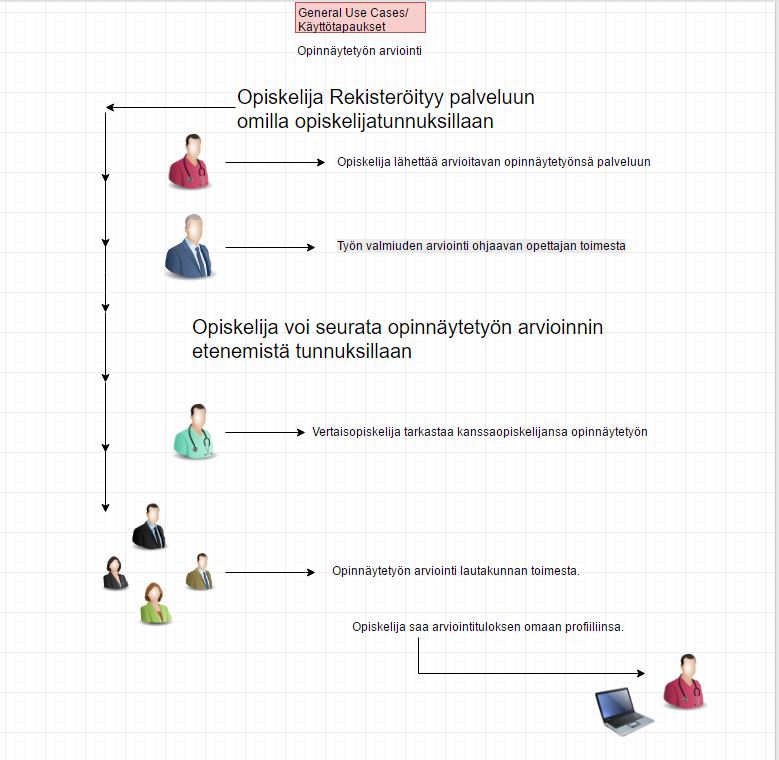 General Use Cases/
Käyttötapaukset
Opinnäytetyön arviointi
Opiskelija Rekisteröityy palveluun
omilla opiskelijatunnuksillaan
Opiskelija lähettää arvioitavan opinnäytetyönsä palveluun
Työn valmiuden arviointi ohjaavan opettajan toimesta
Opiskelija voi seurata opinnäytetyön arvioinnin
etenemistä tunnuksillaan
Vertaisopiskelija tarkastaa kanssaopiskelijansa opinnäytetyön
Opinnäytetyön arviointi lautakunnan toimesta.
Opiskelija saa arviointituloksen omaan profiiliinsa.